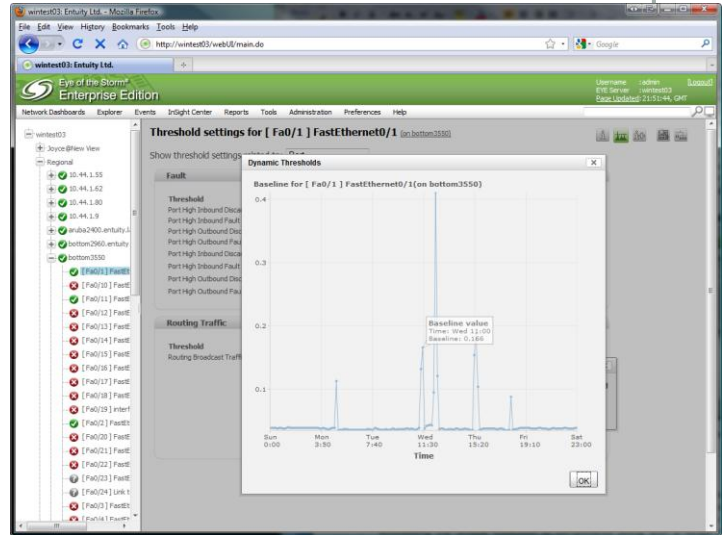 wintest03: Entuity Ltd. - Mozilla Firefox
File Edit View History Bookmarks Tools Help
http://wintest03/webUI/main.do
Google
wintest03: Entuity Ltd.
Eye of the Storm®
Enterprise Edition
Username :admin [Logout]
EYE Server :wintest03
Page Updated: 21:51:44, GMT
Network Dashboards Explorer Events InSight Center Reports Tools Administration Preferences Help
wintest03
Joyce@New View
Regional
10.44.1.55
10.44.1.62
10.44.1.80
10.44.1.9
aruba2400.entuity.l
bottom2960.entuity
bottom3550
[ Fa0/1 ] FastEt
[ Fa0/10 ] FastE
[ Fa0/11 ] FastE
[ Fa0/12 ] FastE
[ Fa0/13 ] FastE
[ Fa0/14 ] FastE
[ Fa0/15 ] FastE
[ Fa0/16 ] FastE
[ Fa0/17 ] FastE
[ Fa0/18 ] FastE
[ Fa0/19 ] interf
[ Fa0/2 ] FastEt
[ Fa0/20 ] FastE
[ Fa0/21 ] FastE
[ Fa0/22 ] FastE
[ Fa0/23 ] FastE
[ Fa0/24 ] Link t
[ Fa0/3 ] FastEt
[ Fa0/4 ] FastEt
Threshold settings for [ Fa0/1 ] FastEthernet0/1 (on bottom3550)
Show threshold settings
Fault
Threshold
Port High Inbound Disca
Port High Inbound Fault
Port High Outbound Disc
Port High Outbound Fau
Port High Inbound Disca
Port High Inbound Fault
Port High Outbound Disc
Port High Outbound Fau
Routing Traffic
Threshold
Routing Broadcast Traff
Dynamic Thresholds
X
Baseline for [ Fa0/1 ] FastEthernet0/1(on bottom3550)
0.4
0.3
0.2
0.1
Baseline value
Time: Wed 11:00
Baseline: 0.166
Sun Mon Tue Wed Thu Fri Sat
0:00 3:50 7:40 11:30 15:20 19:10 23:00
Time
OK